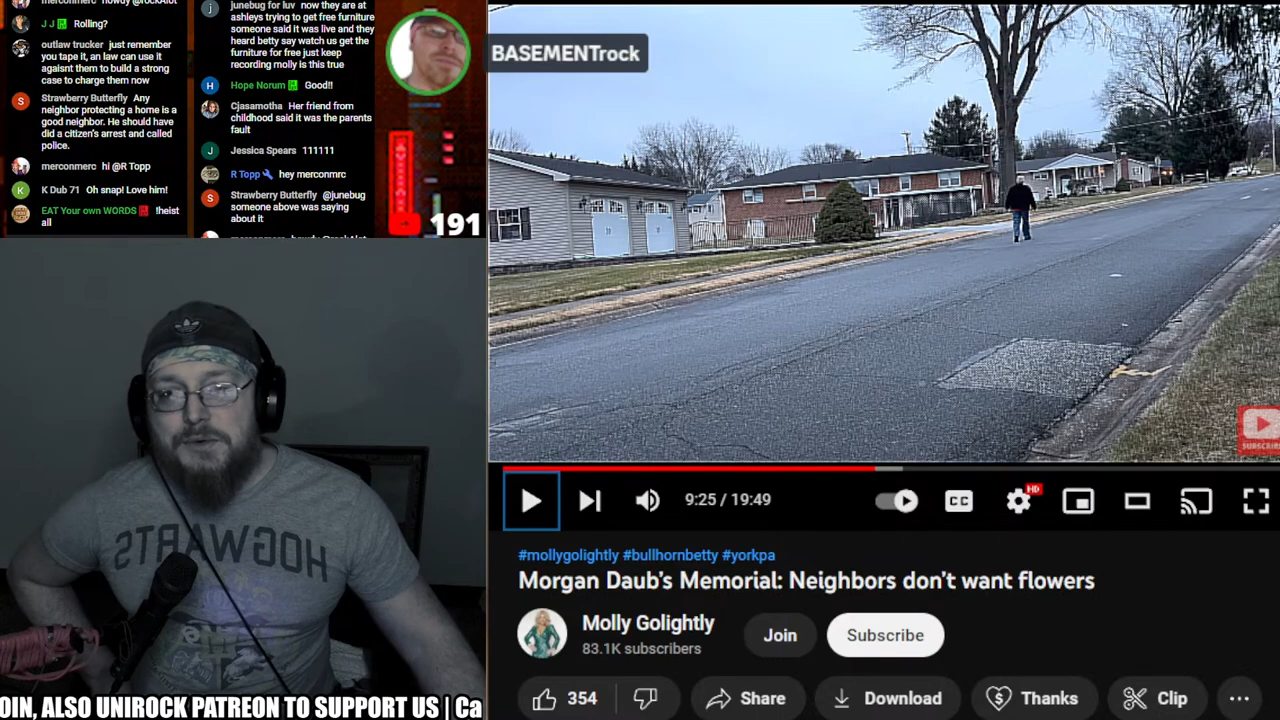 merconmerc howdy @rockAlot
J J Rolling?
outlaw trucker just remember
you tape it, an law can use it
agaisnt them to build a strong
case to charge them now
Strawberry Butterfly Any
neighbor protecting a home is a
good neighbor. He should have
did a citizen's arrest and called
police.
merconmerc hi @R Topp
K Dub 71 Oh snap! Love him!
EAT Your own WORDS !heist
all
junebug for luv now they are at
ashleys trying to get free furniture
someone said it was live and they
heard betty say watch us get the
furniture for free just keep
recording molly is this true
Hope Norum Good!!
Cjasamotha Her friend from
childhood said it was the parents
fault
Jessica Spears 111111
R Topp hey merconmrc
Strawberry Butterfly @junebug
someone above was saying
about it
191
BASEMENTrock
HOGWARTS
SUBSCRIBE
9:25 / 19:49
CC
HD
#mollygolightly #bullhornbetty #yorkpa
Morgan Daub's Memorial: Neighbors don't want flowers
Molly Golightly
83.1K subscribers
Join
Subscribe
354
Share
Download
Thanks
Clip
OIN, ALSO UNIROCK PATREON TO SUPPORT US | Ca